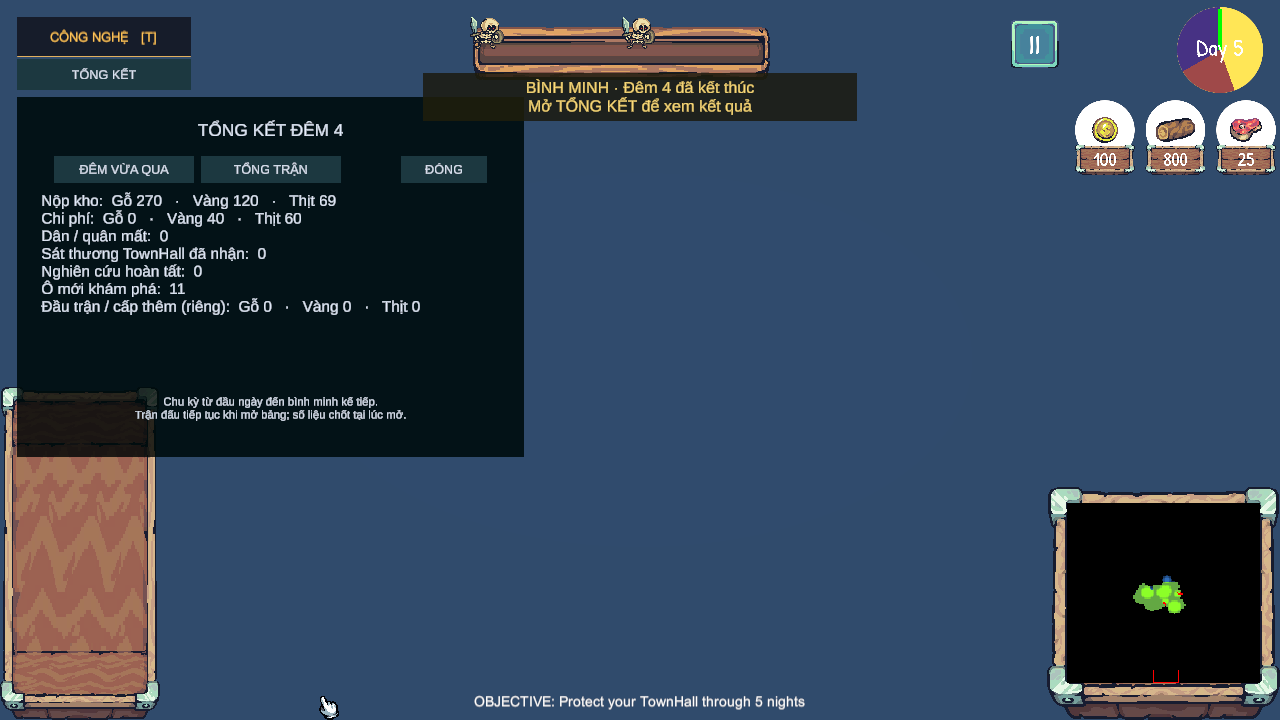 CÔNG NGHỆ [T]
TỔNG KẾT
Day 5
BÌNH MINH · Đêm 4 đã kết thúc
Mở TỔNG KẾT để xem kết quả
100
800
25
TỔNG KẾT ĐÊM 4
ĐÊM VỪA QUA
TỔNG TRẬN
ĐÓNG
Nộp kho: Gỗ 270 · Vàng 120 · Thịt 69
Chi phí: Gỗ 0 · Vàng 40 · Thịt 60
Dân / quân mất: 0
Sát thương TownHall đã nhận: 0
Nghiên cứu hoàn tất: 0
Ô mới khám phá: 11
Đầu trận / cấp thêm (riêng): Gỗ 0 · Vàng 0 · Thịt 0
Chu kỳ từ đầu ngày đến bình minh kế tiếp.
Trận đấu tiếp tục khi mở bảng; số liệu chốt tại lúc mở.
OBJECTIVE: Protect your TownHall through 5 nights